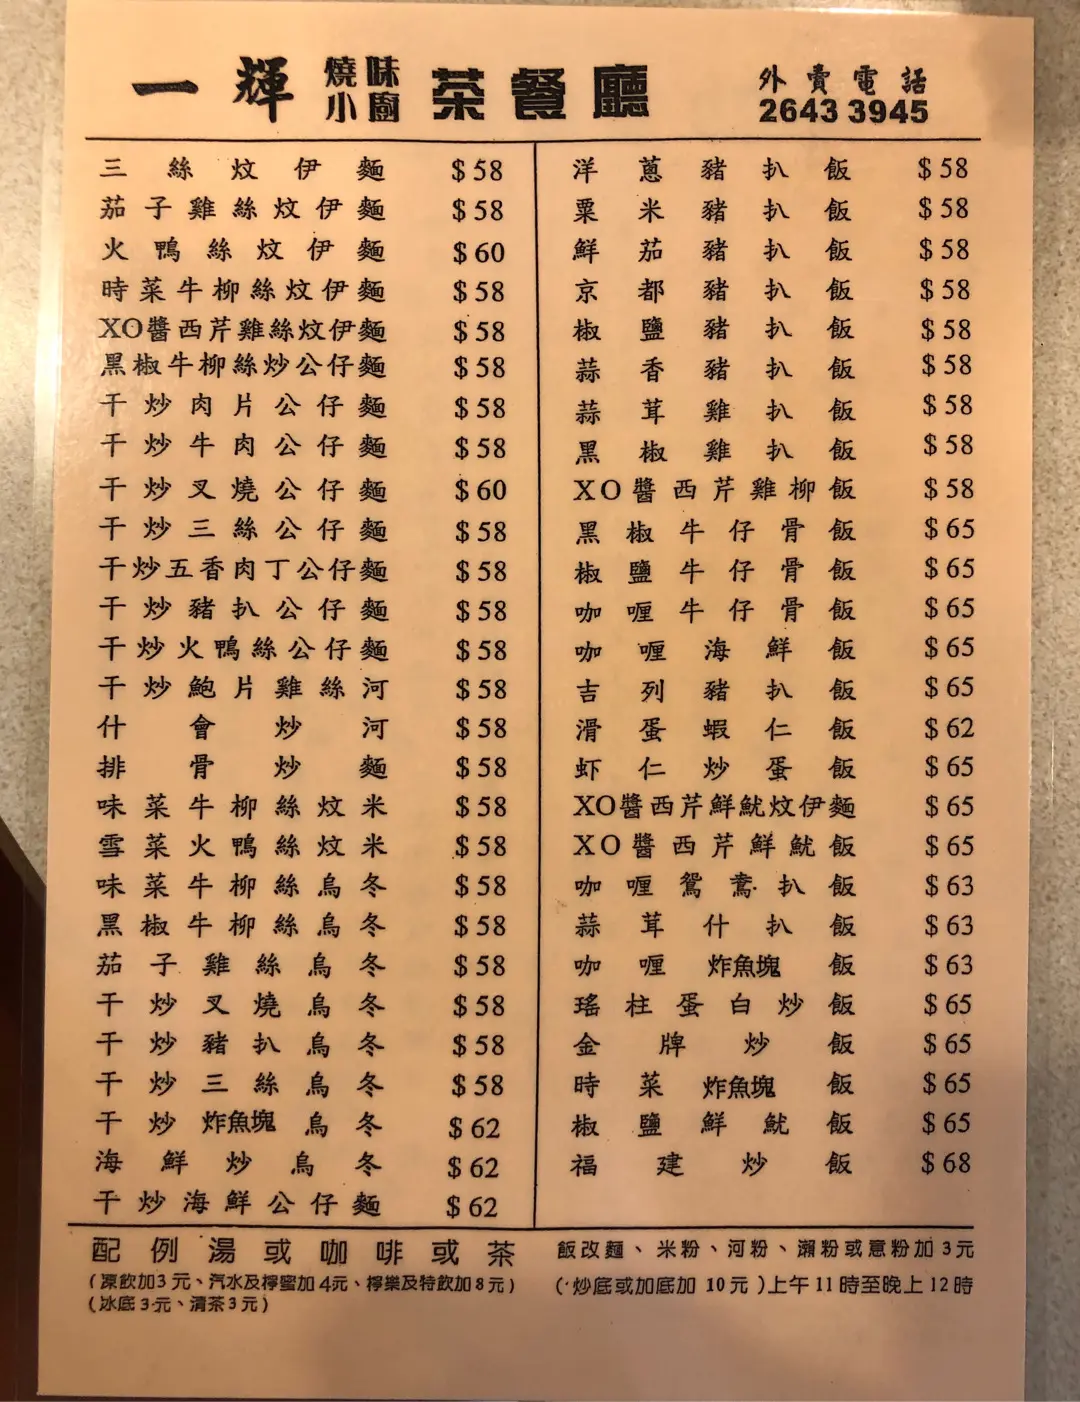 一輝 燒味小廚 茶餐廳 外賣電話
2643 3945
三絲炆伊麵 $58
茄子雞絲炆伊麵 $58
火鴨絲炆伊麵 $60
時菜牛柳絲炆伊麵 $58
XO醬西芹雞絲炆伊麵 $58
黑椒牛柳絲炒公仔麵 $58
干炒肉片公仔麵 $58
干炒牛肉公仔麵 $58
干炒叉燒公仔麵 $60
干炒三絲公仔麵 $58
干炒五香肉丁公仔麵 $58
干炒豬扒公仔麵 $58
干炒火鴨絲公仔麵 $58
干炒鮑片雞絲河 $58
什會炒河 $58
排骨炒麵 $58
味菜牛柳絲炆米 $58
雪菜火鴨絲炆米 $58
味菜牛柳絲烏冬 $58
黑椒牛柳絲烏冬 $58
茄子雞絲烏冬 $58
干炒叉燒烏冬 $58
干炒豬扒烏冬 $58
干炒三絲烏冬 $58
干炒炸魚塊烏冬 $62
海鮮炒烏冬 $62
干炒海鮮公仔麵 $62
洋蔥豬扒飯 $58
粟米豬扒飯 $58
鮮茄豬扒飯 $58
京都豬扒飯 $58
椒鹽豬扒飯 $58
蒜香豬扒飯 $58
蒜茸雞扒飯 $58
黑椒雞扒飯 $58
XO醬西芹雞柳飯 $58
黑椒牛仔骨飯 $65
椒鹽牛仔骨飯 $65
咖喱牛仔骨飯 $65
咖喱海鮮飯 $65
吉列豬扒飯 $65
滑蛋蝦仁飯 $62
虾仁炒蛋飯 $65
XO醬西芹鮮魷炆伊麵 $65
XO醬西芹鮮魷飯 $65
咖喱鴛鴦扒飯 $63
蒜茸什扒飯 $63
咖喱炸魚塊飯 $63
瑤柱蛋白炒飯 $65
金牌炒飯 $65
時菜炸魚塊飯 $65
椒鹽鮮魷飯 $65
福建炒飯 $68
配例湯或咖啡或茶
(凍飲加3元、汽水及檸蜜加4元、檸樂及特飲加8元)
(冰底3元、清茶3元)
飯改麵、米粉、河粉、瀨粉或意粉加3元
(炒底或加底加10元)上午11時至晚上12時